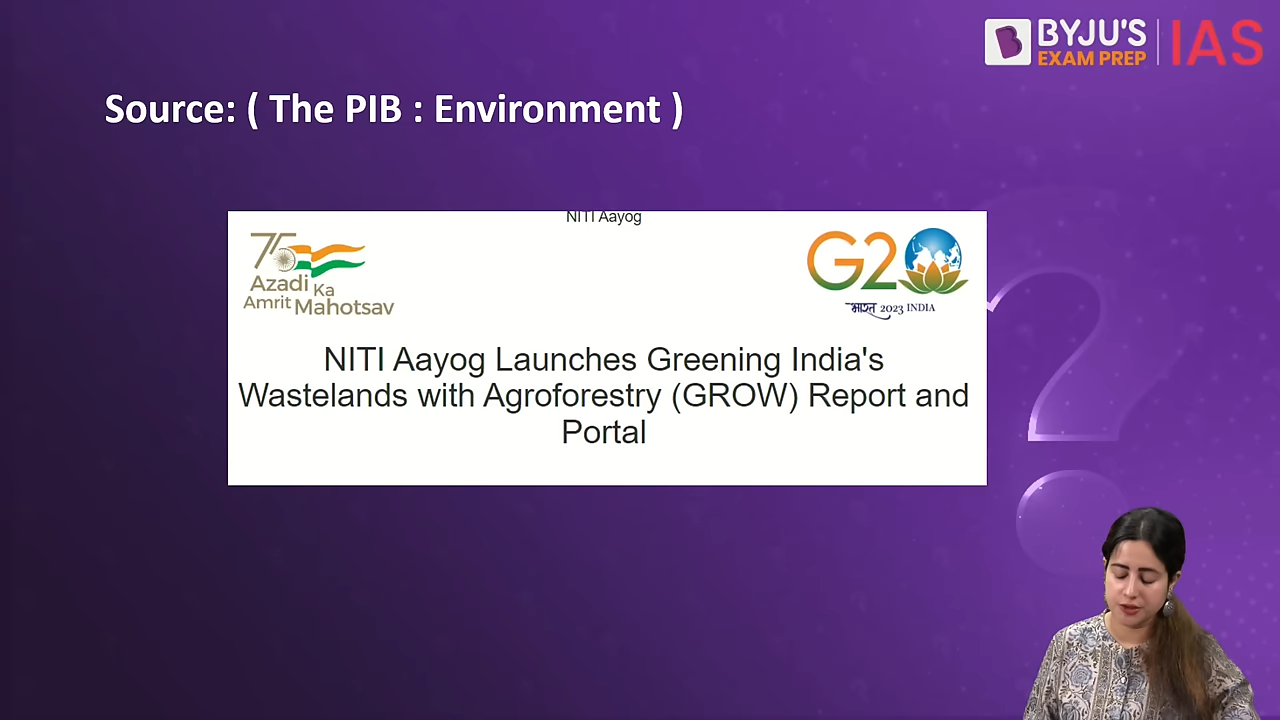 BYJU'S
EXAM PREP
IAS
Source: ( The PIB : Environment )
NITI Aayog
75
Azadi Ka
Amrit Mahotsav
G20
भारत 2023 INDIA
NITI Aayog Launches Greening India's
Wastelands with Agroforestry (GROW) Report and
Portal